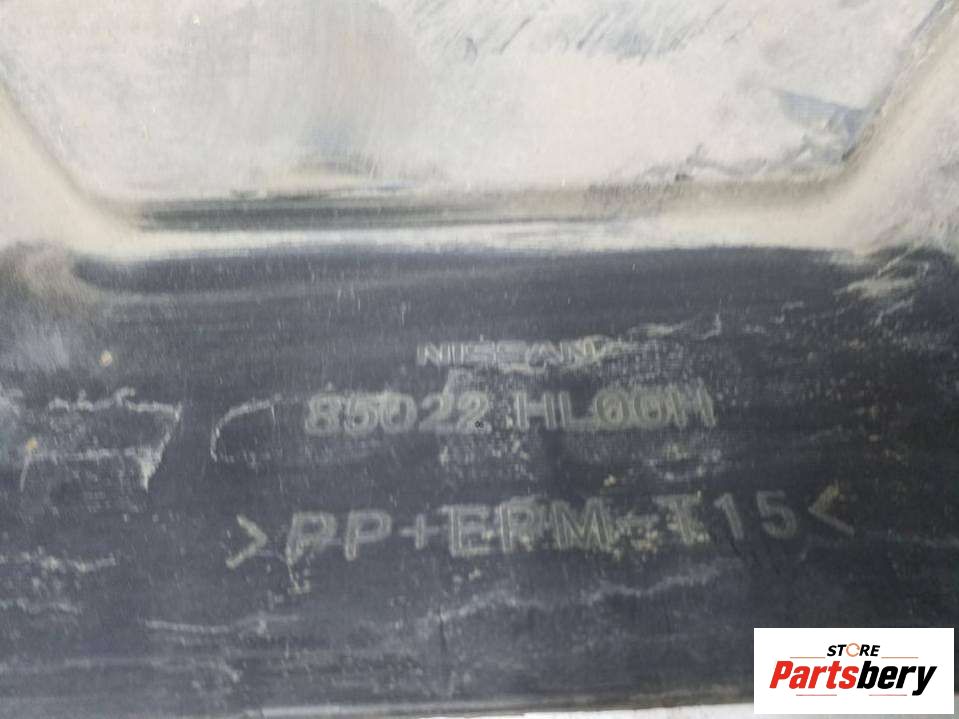 NISSAN
85022 HL00H
>PP+EPM-T15<
STORE
Partsbery